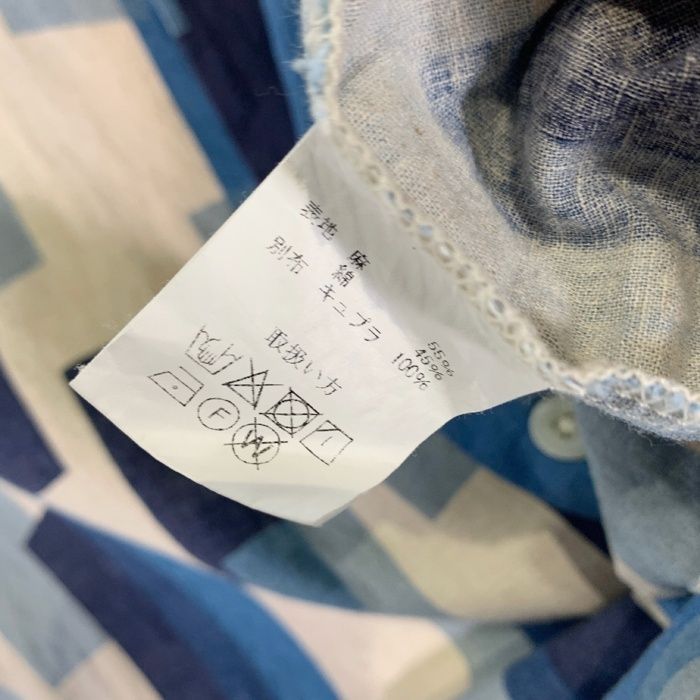 表地 麻 55%
綿 45%
別布 キュプラ 100%
取扱い方
F
W